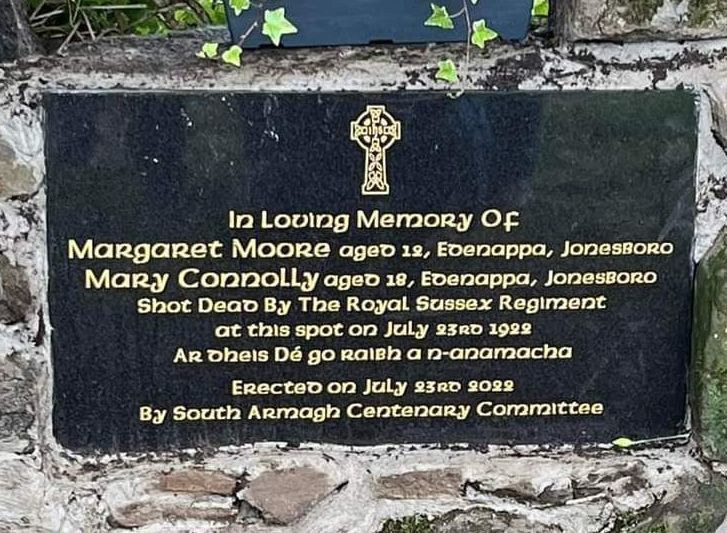 IHS
In Loving Memory Of
Margaret Moore aged 12, Edenappa, Jonesboro
Mary Connolly aged 18, Edenappa, Jonesboro
Shot Dead By The Royal Sussex Regiment
at this spot on July 23rd 1922
Ar dheis Dé go raibh a n-anamacha
Erected on July 23rd 2022
By South Armagh Centenary Committee